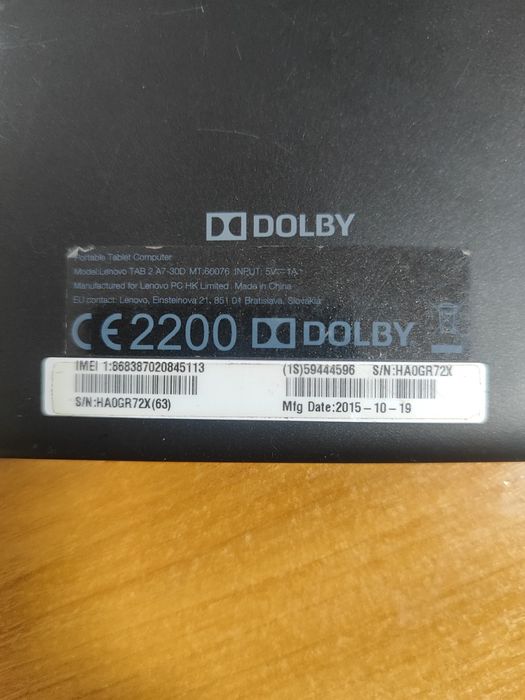 DOLBY
Portable Tablet Computer
Model:Lenovo TAB 2 A7-30D MT:60076 INPUT: 5V⎓1A
Manufactured for Lenovo PC HK Limited Made in China
EU contact: Lenovo, Einsteinova 21, 851 01 Bratislava, Slovakia
CE2200 DOLBY
IMEI 1:868387020845113
S/N:HA0GR72X(63)
(1S)59444596 S/N:HA0GR72X
Mfg Date:2015-10-19